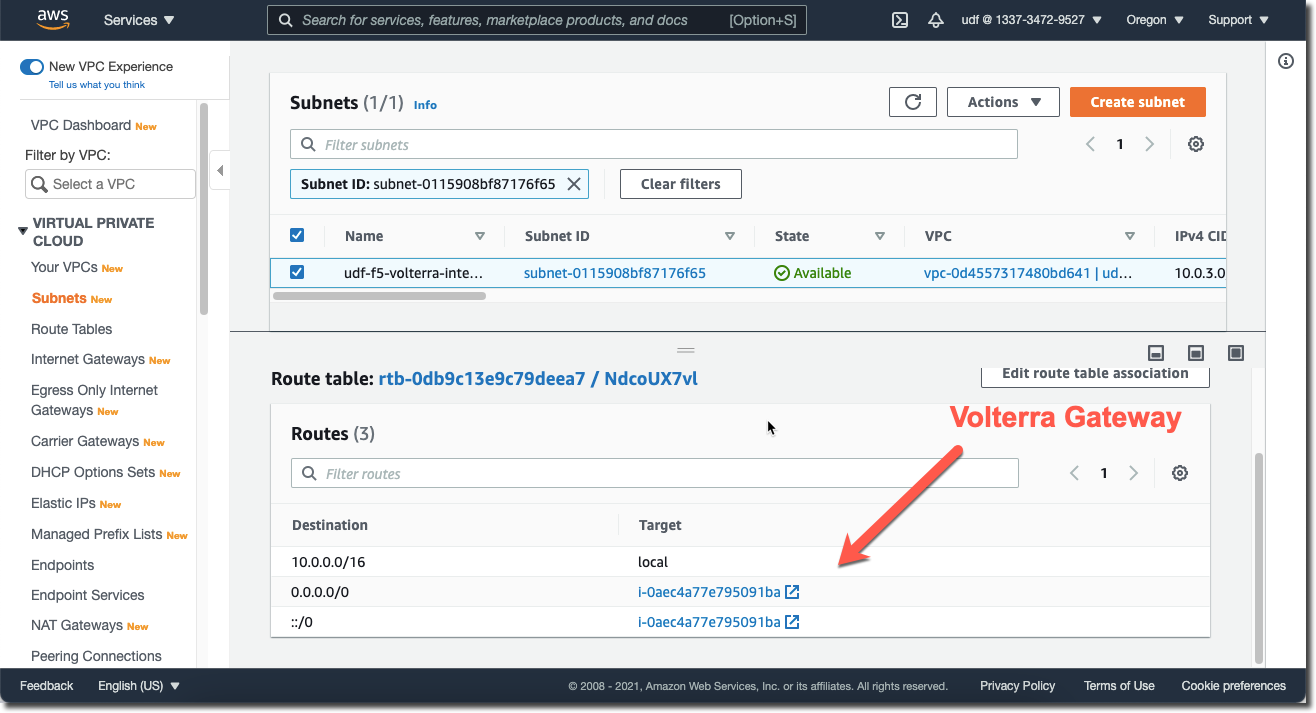 aws
Services
Search for services, features, marketplace products, and docs [Option+S]
udf @ 1337-3472-9527
Oregon
Support
New VPC Experience
Tell us what you think
VPC Dashboard New
Filter by VPC:
Select a VPC
VIRTUAL PRIVATE
CLOUD
Your VPCs New
Subnets New
Route Tables
Internet Gateways New
Egress Only Internet
Gateways New
Carrier Gateways New
DHCP Options Sets New
Elastic IPs New
Managed Prefix Lists New
Endpoints
Endpoint Services
NAT Gateways New
Peering Connections
Subnets (1/1) Info
Actions
Create subnet
Filter subnets
1
Subnet ID: subnet-0115908bf87176f65
Clear filters
Name Subnet ID State VPC IPv4 CID
udf-f5-volterra-inte... subnet-0115908bf87176f65 Available vpc-0d4557317480bd641 | ud... 10.0.3.0
Route table: rtb-0db9c13e9c79deea7 / NdcoUX7vl
Edit route table association
Volterra Gateway
Routes (3)
Filter routes
1
Destination Target
10.0.0.0/16 local
0.0.0.0/0 i-0aec4a77e795091ba
::/0 i-0aec4a77e795091ba
Feedback English (US) © 2008 - 2021, Amazon Web Services, Inc. or its affiliates. All rights reserved. Privacy Policy Terms of Use Cookie preferences